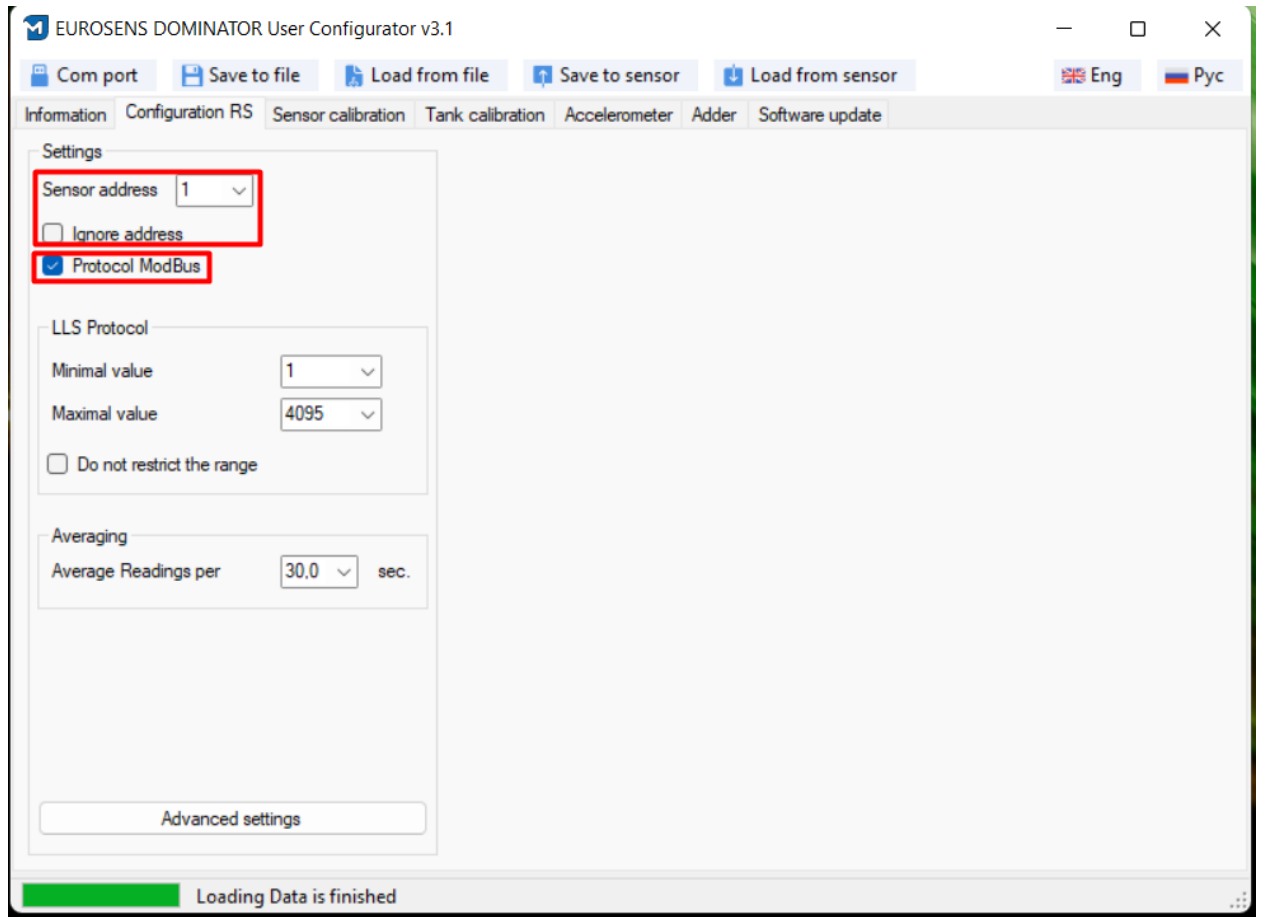 EUROSENS DOMINATOR User Configurator v3.1
Com port Save to file Load from file Save to sensor Load from sensor Eng Рус
Information Configuration RS Sensor calibration Tank calibration Accelerometer Adder Software update
Settings
Sensor address 1
Ignore address
Protocol ModBus
LLS Protocol
Minimal value 1
Maximal value 4095
Do not restrict the range
Averaging
Average Readings per 30,0 sec.
Advanced settings
Loading Data is finished